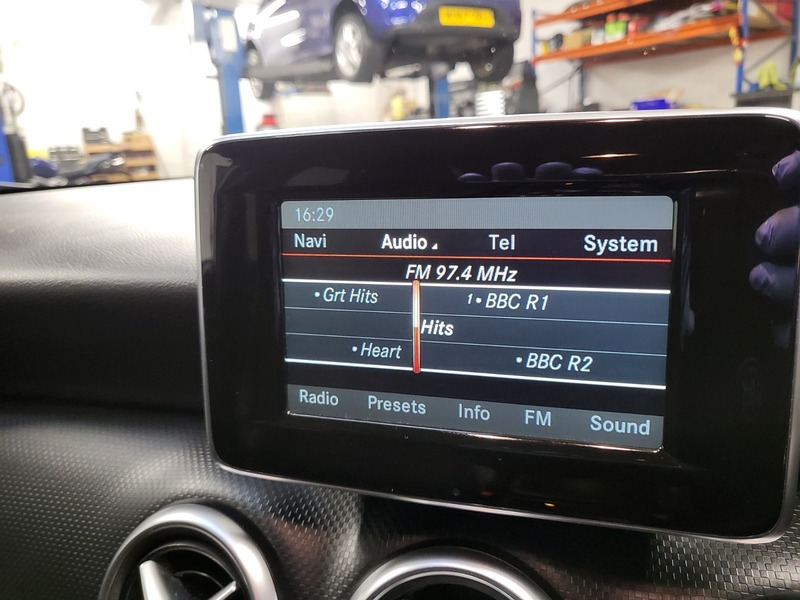 16:29
Navi Audio Tel System
FM 97.4 MHz
• Grt Hits 1• BBC R1
Hits
• Heart • BBC R2
Radio Presets Info FM Sound